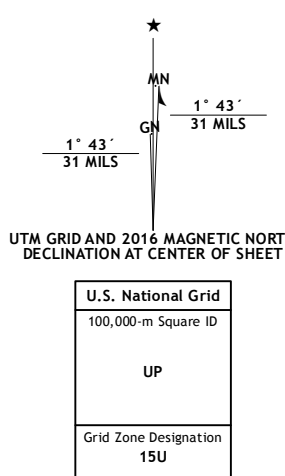 ★
MN
1° 43´
31 MILS
GN
1° 43´
31 MILS
UTM GRID AND 2016 MAGNETIC NORT
DECLINATION AT CENTER OF SHEET
U.S. National Grid
100,000-m Square ID
UP
Grid Zone Designation
15U